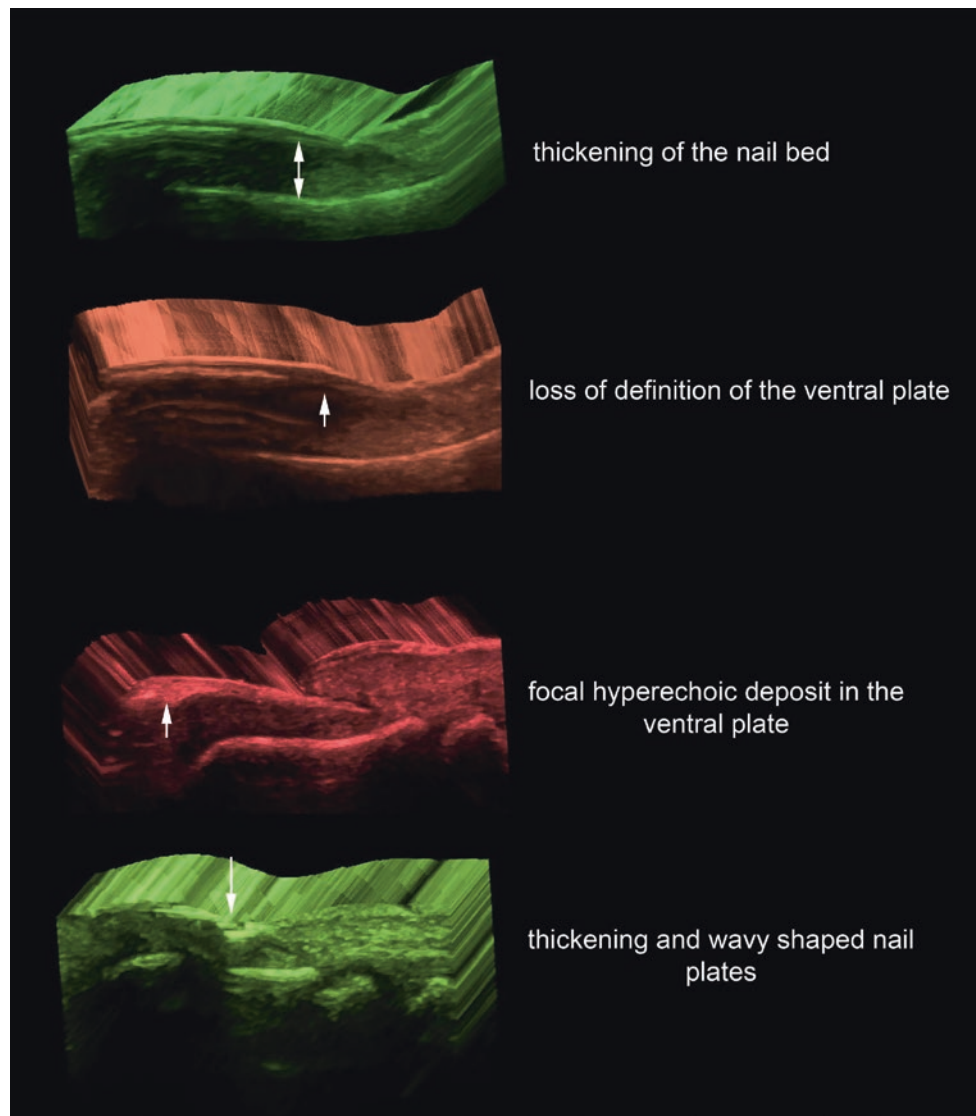 thickening of the nail bed
loss of definition of the ventral plate
focal hyperechoic deposit in the
ventral plate
thickening and wavy shaped nail
plates